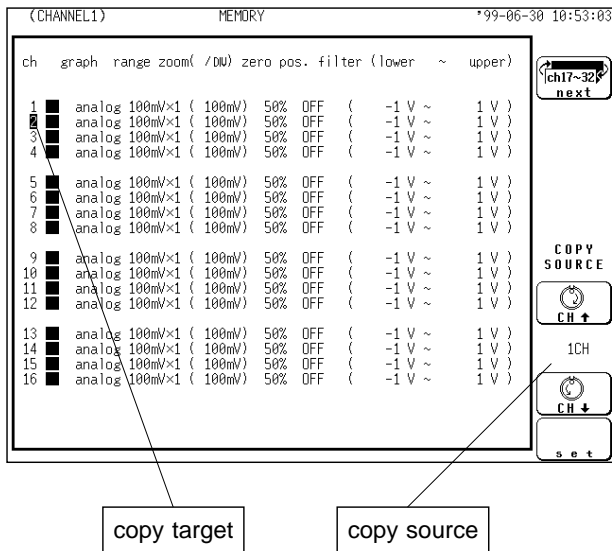 (CHANNEL1) MEMORY '99-06-30 10:53:03
ch graph range zoom( /DIV) zero pos. filter (lower ~ upper)
1 analog 100mV×1 ( 100mV) 50% OFF ( -1 V ~ 1 V )
2 analog 100mV×1 ( 100mV) 50% OFF ( -1 V ~ 1 V )
3 analog 100mV×1 ( 100mV) 50% OFF ( -1 V ~ 1 V )
4 analog 100mV×1 ( 100mV) 50% OFF ( -1 V ~ 1 V )
5 analog 100mV×1 ( 100mV) 50% OFF ( -1 V ~ 1 V )
6 analog 100mV×1 ( 100mV) 50% OFF ( -1 V ~ 1 V )
7 analog 100mV×1 ( 100mV) 50% OFF ( -1 V ~ 1 V )
8 analog 100mV×1 ( 100mV) 50% OFF ( -1 V ~ 1 V )
9 analog 100mV×1 ( 100mV) 50% OFF ( -1 V ~ 1 V )
10 analog 100mV×1 ( 100mV) 50% OFF ( -1 V ~ 1 V )
11 analog 100mV×1 ( 100mV) 50% OFF ( -1 V ~ 1 V )
12 analog 100mV×1 ( 100mV) 50% OFF ( -1 V ~ 1 V )
13 analog 100mV×1 ( 100mV) 50% OFF ( -1 V ~ 1 V )
14 analog 100mV×1 ( 100mV) 50% OFF ( -1 V ~ 1 V )
15 analog 100mV×1 ( 100mV) 50% OFF ( -1 V ~ 1 V )
16 analog 100mV×1 ( 100mV) 50% OFF ( -1 V ~ 1 V )
ch17~32
next
COPY
SOURCE
CH ↑
1CH
CH ↓
set
copy target
copy source